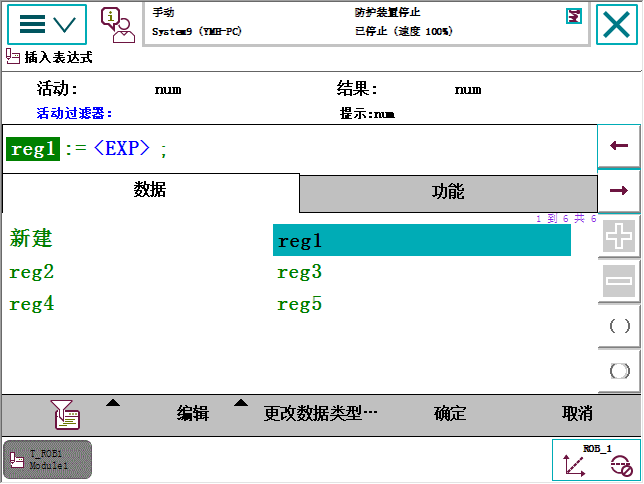 手动 防护装置停止
System9 (YMH-PC) 已停止 (速度 100%)
插入表达式
活动: num 结果: num
活动过滤器: 提示:num
reg1 := <EXP> ;
数据 功能
1 到 6 共 6
新建 reg1
reg2 reg3
reg4 reg5
( )
编辑 更改数据类型… 确定 取消
T_ROB1
Module1
ROB_1